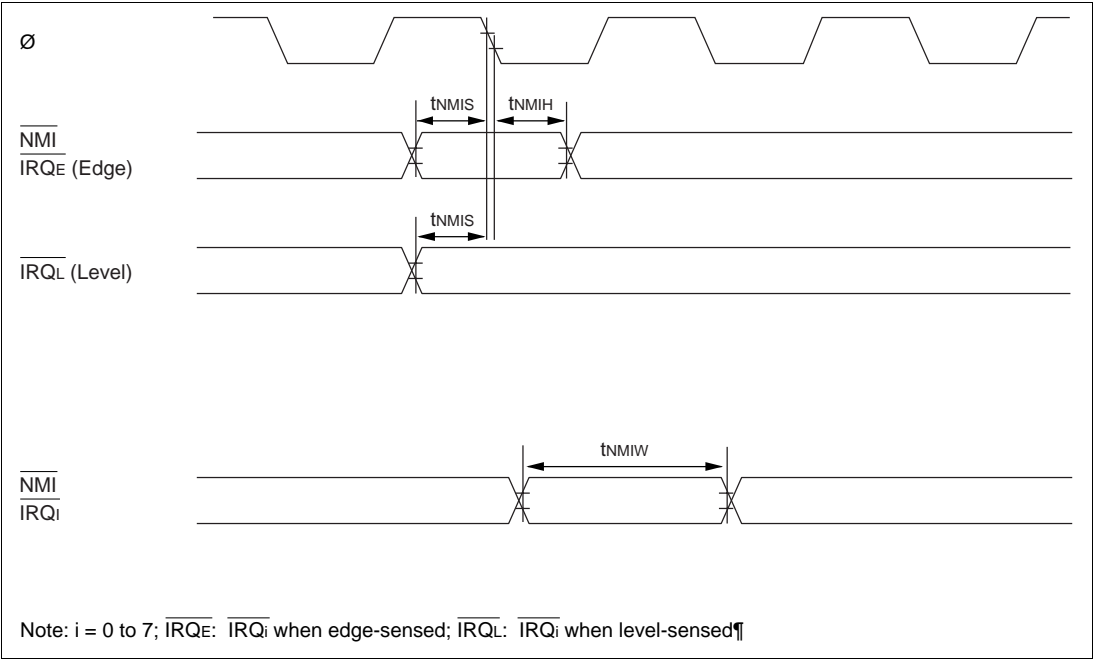 Ø
tNMIS tNMIH
NMI
IRQE (Edge)
tNMIS
IRQL (Level)
tNMIW
NMI
IRQI
Note: i = 0 to 7; IRQE: IRQi when edge-sensed; IRQL: IRQi when level-sensed¶